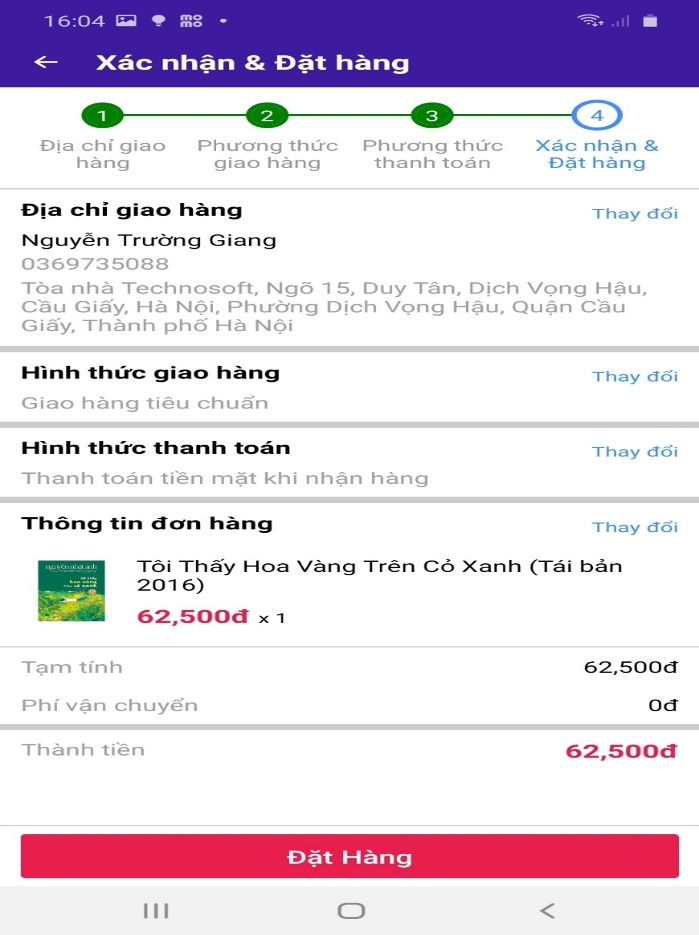 16:04
Xác nhận & Đặt hàng
1
2
3
4
Địa chỉ giao hàng
Phương thức giao hàng
Phương thức thanh toán
Xác nhận & Đặt hàng
Địa chỉ giao hàng
Thay đổi
Nguyễn Trường Giang
0369735088
Tòa nhà Technosoft, Ngõ 15, Duy Tân, Dịch Vọng Hậu,
Cầu Giấy, Hà Nội, Phường Dịch Vọng Hậu, Quận Cầu
Giấy, Thành phố Hà Nội
Hình thức giao hàng
Thay đổi
Giao hàng tiêu chuẩn
Hình thức thanh toán
Thay đổi
Thanh toán tiền mặt khi nhận hàng
Thông tin đơn hàng
Thay đổi
nguyễn nhật ánh
Tôi Thấy Hoa Vàng Trên Cỏ Xanh (Tái bản
2016)
62,500đ x 1
Tạm tính 62,500đ
Phí vận chuyển 0đ
Thành tiền 62,500đ
Đặt Hàng